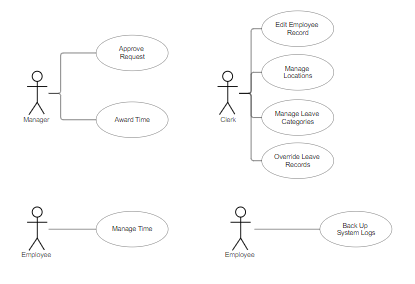 Approve
Request
Manager
Award Time
Edit Employee
Record
Manage
Locations
Clerk
Manage Leave
Categories
Override Leave
Records
Employee
Manage Time
Employee
Back Up
System Logs